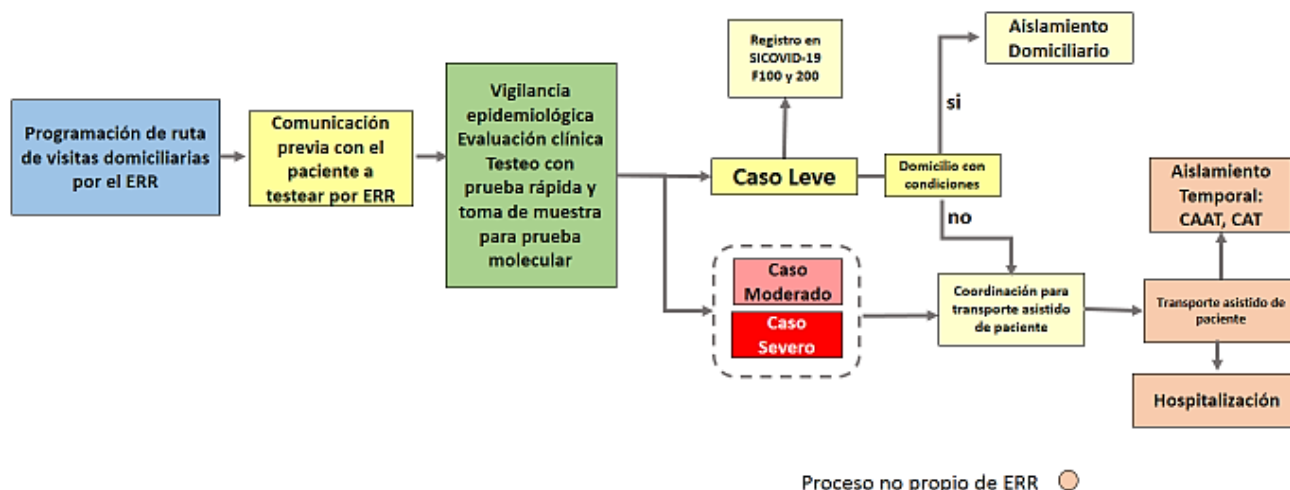 Programación de ruta
de visitas domiciliarias
por el ERR
Comunicación
previa con el
paciente a
testear por ERR
Vigilancia
epidemiológica
Evaluación clínica
Testeo con
prueba rápida y
toma de muestra
para prueba
molecular
Registro en
SICOVID-19
F100 y 200
Caso Leve
Domicilio con
condiciones
si
Aislamiento
Domiciliario
no
Caso
Moderado
Caso
Severo
Coordinación para
transporte asistido
de paciente
Aislamiento
Temporal:
CAAT, CAT
Transporte asistido de
paciente
Hospitalización
Proceso no propio de ERR